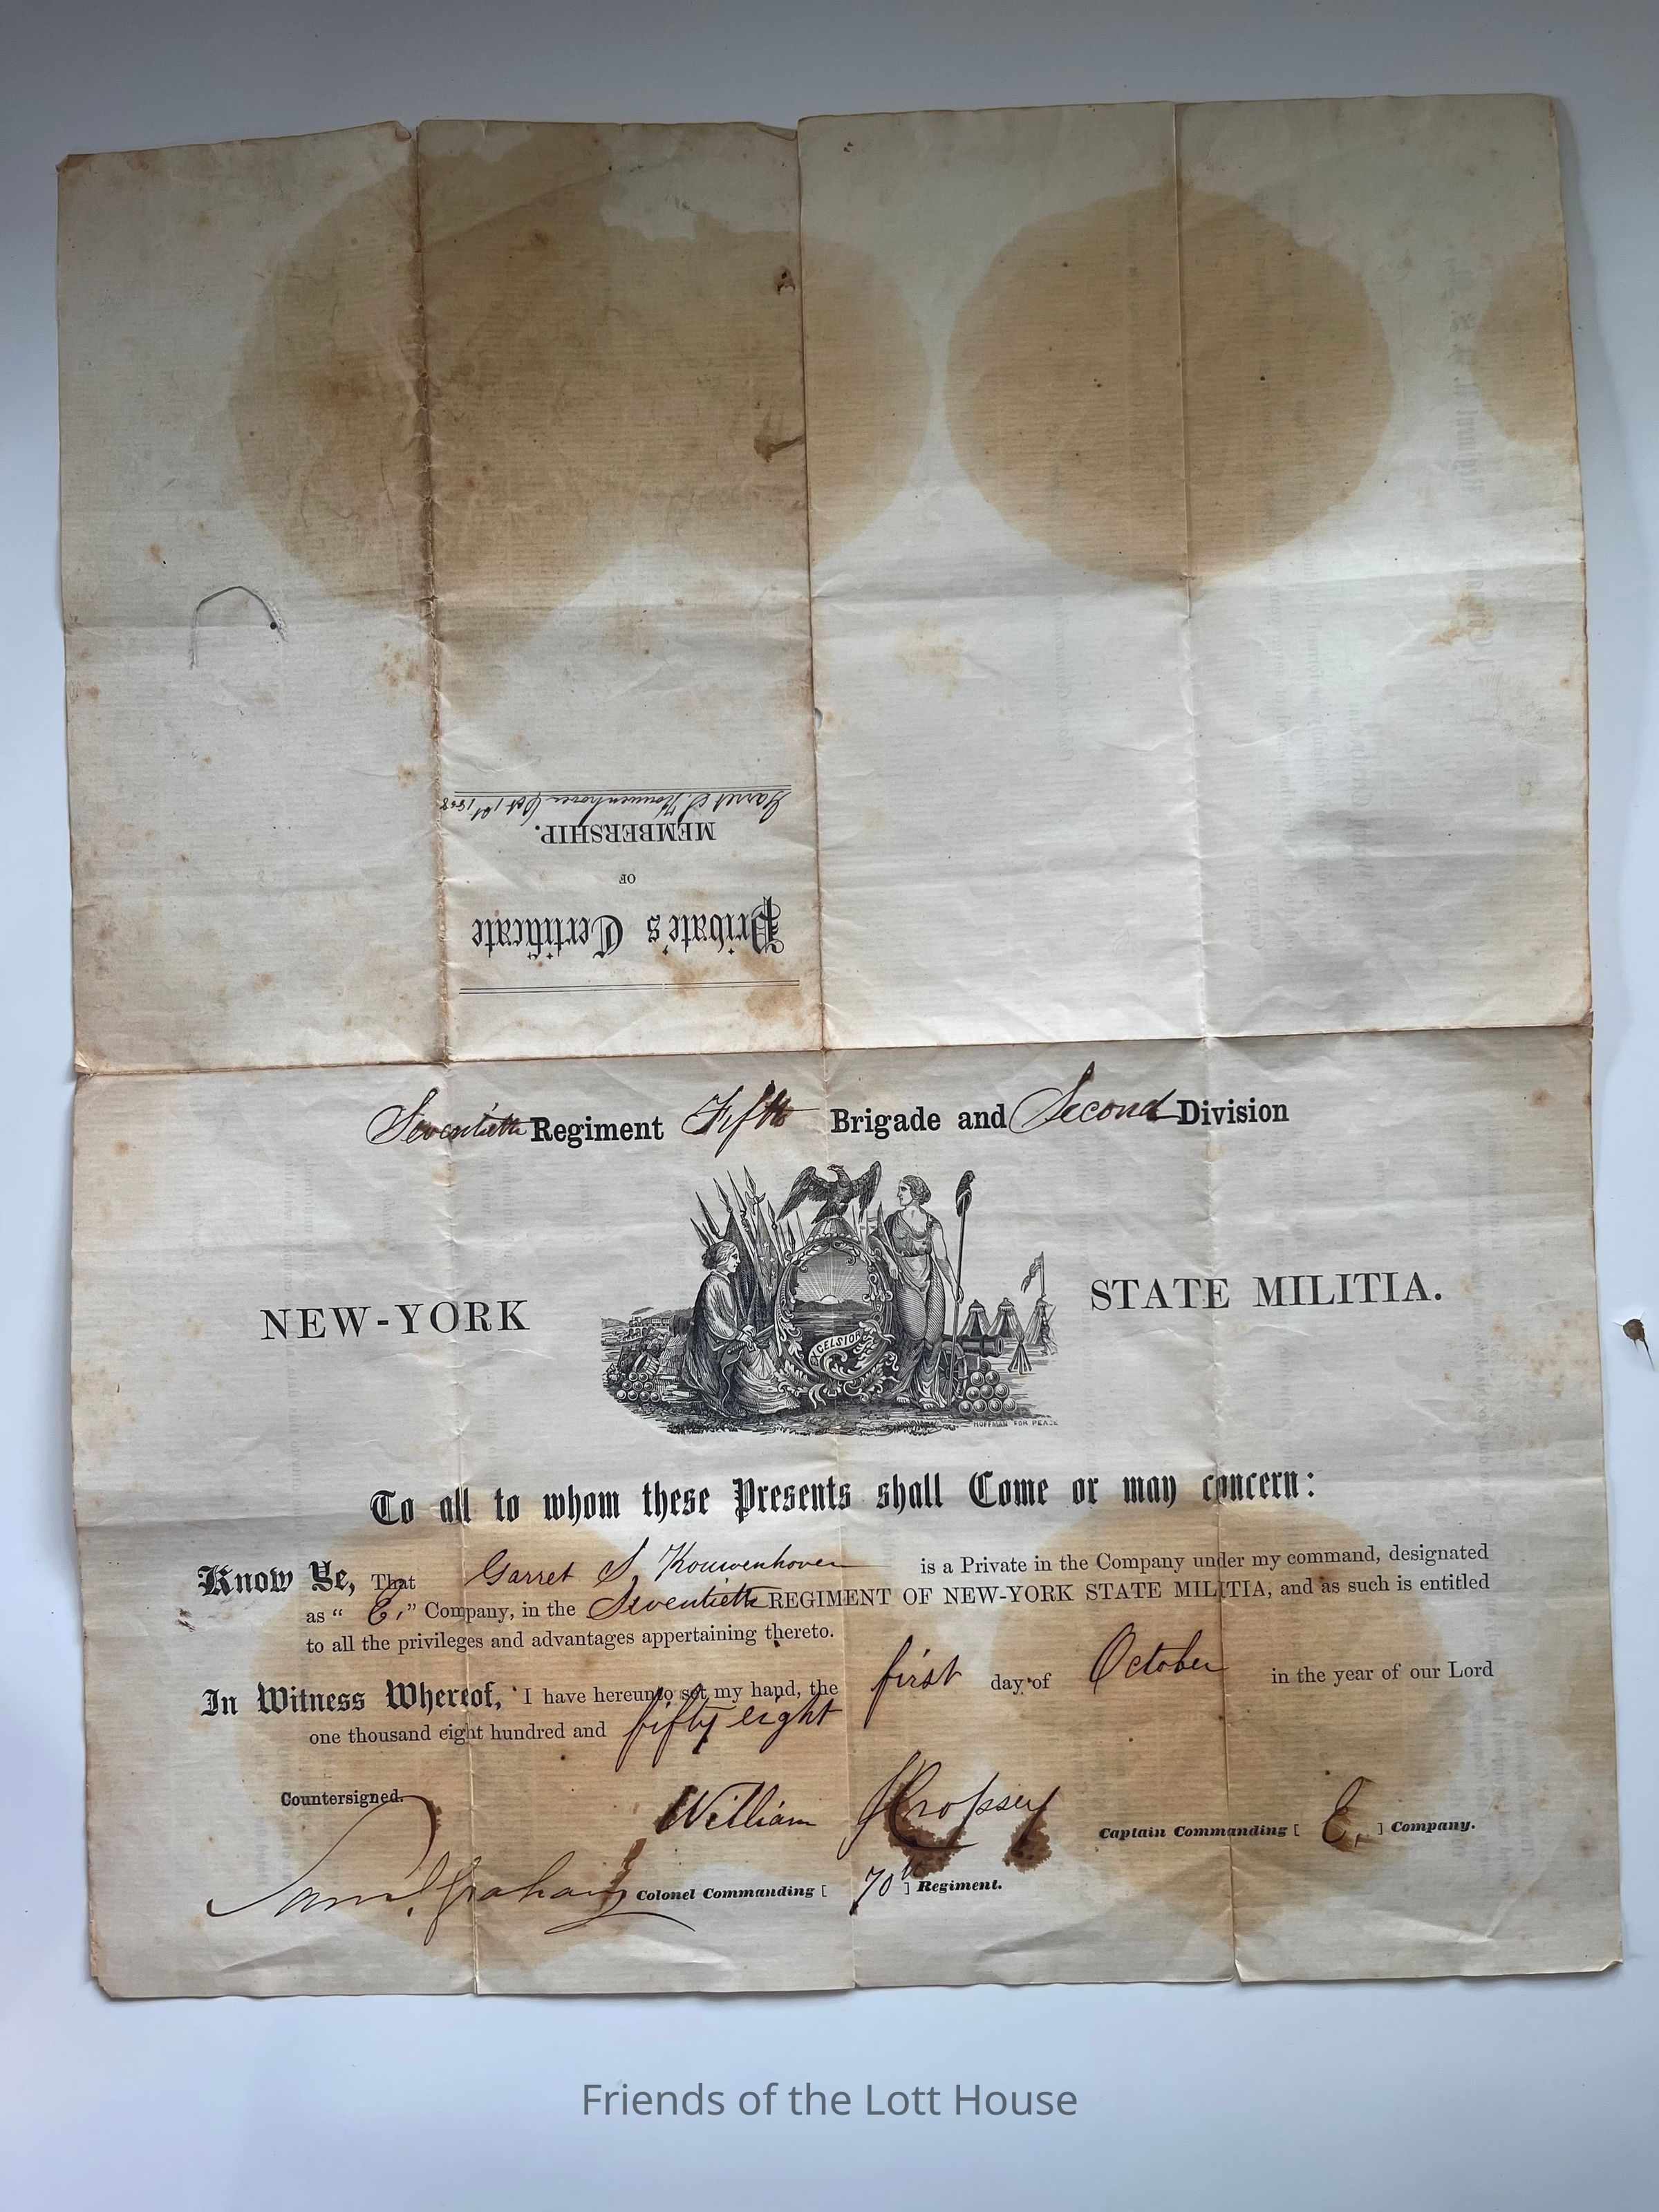 Garret S. Kouwenhoven Oct 1st 1858
MEMBERSHIP.
OF
Private's Certificate
Seventieth Regiment Fifth Brigade and Second Division
NEW-YORK STATE MILITIA.
EXCELSIOR
HOFFMAN FOR PEASE
To all to whom these Presents shall Come or may concern:
Know Ye, That Garret S. Kouwenhoven is a Private in the Company under my command, designated
as " E, " Company, in the Seventieth REGIMENT OF NEW-YORK STATE MILITIA, and as such is entitled
to all the privileges and advantages appertaining thereto.
In Witness Whereof, I have hereunto set my hand, the first day of October in the year of our Lord
one thousand eight hundred and fifty eight
Countersigned.
William Cropsey Captain Commanding [ E. ] Company.
Graham Colonel Commanding [ 70th ] Regiment.
Friends of the Lott House